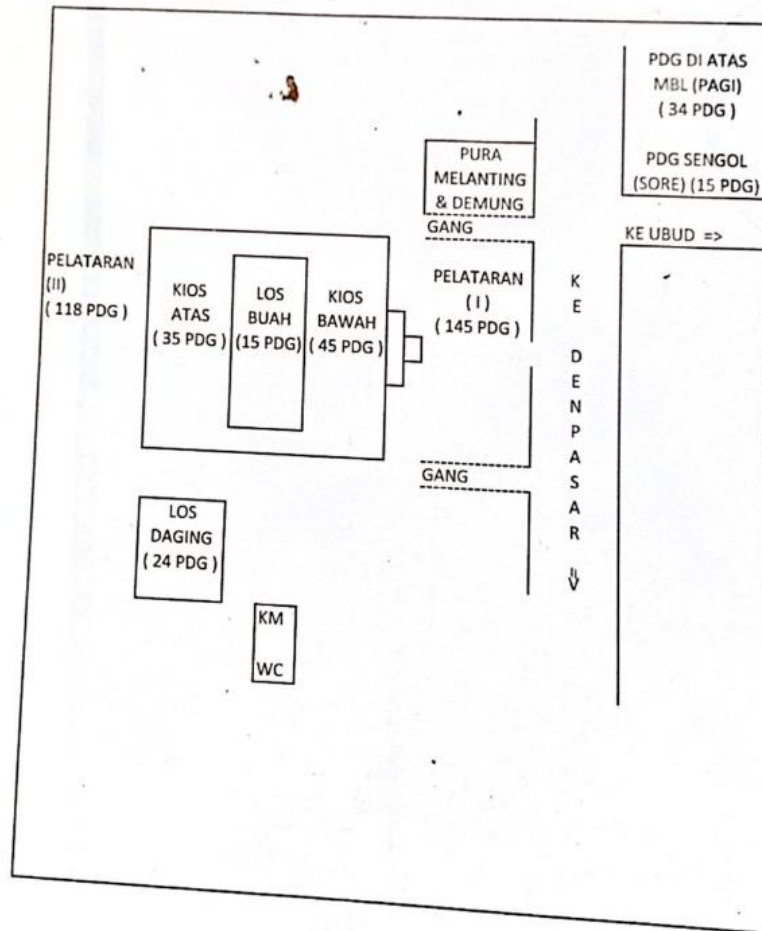 PDG DI ATAS
MBL (PAGI)
( 34 PDG )
PDG SENGOL
(SORE) (15 PDG)
PURA
MELANTING
& DEMUNG
GANG
KE UBUD =>
PELATARAN
(II)
( 118 PDG )
KIOS
ATAS
( 35 PDG )
LOS
BUAH
(15 PDG)
KIOS
BAWAH
( 45 PDG )
PELATARAN
( I )
( 145 PDG )
KE DENPASAR =>
GANG
LOS
DAGING
( 24 PDG )
KM
WC